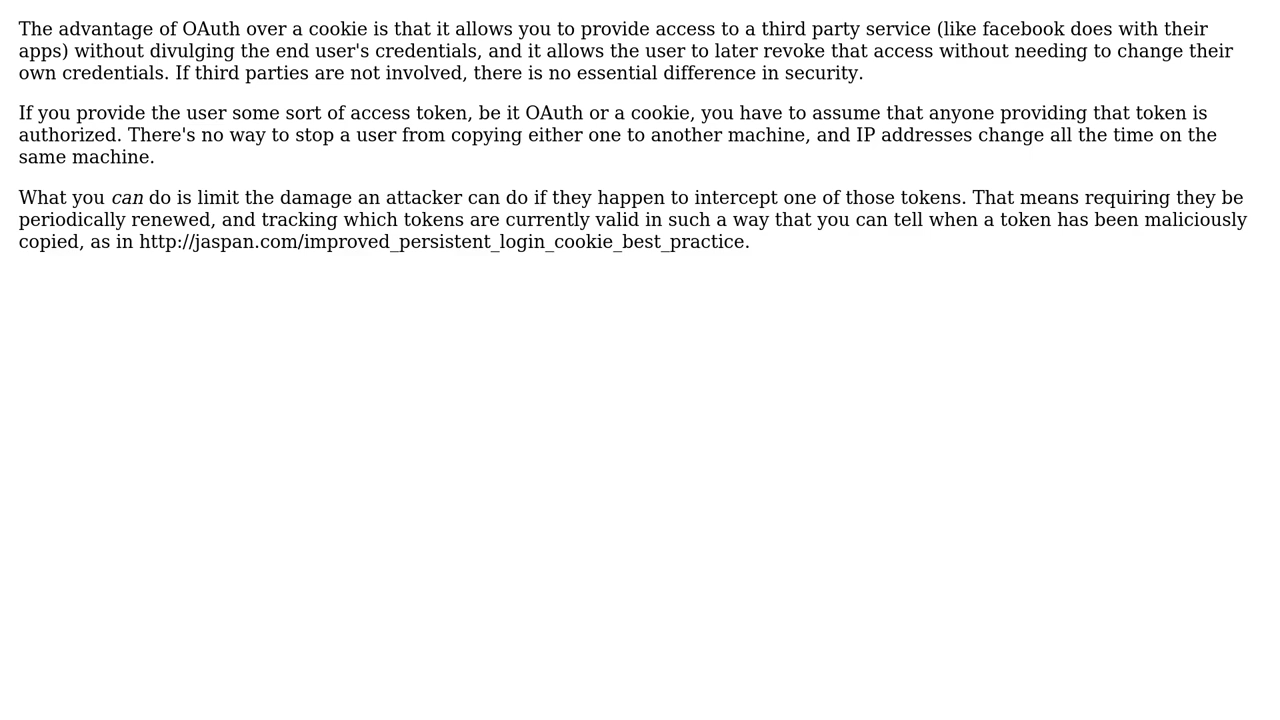 The advantage of OAuth over a cookie is that it allows you to provide access to a third party service (like facebook does with their
apps) without divulging the end user's credentials, and it allows the user to later revoke that access without needing to change their
own credentials. If third parties are not involved, there is no essential difference in security.
If you provide the user some sort of access token, be it OAuth or a cookie, you have to assume that anyone providing that token is
authorized. There's no way to stop a user from copying either one to another machine, and IP addresses change all the time on the
same machine.
What you can do is limit the damage an attacker can do if they happen to intercept one of those tokens. That means requiring they be
periodically renewed, and tracking which tokens are currently valid in such a way that you can tell when a token has been maliciously
copied, as in http://jaspan.com/improved_persistent_login_cookie_best_practice.